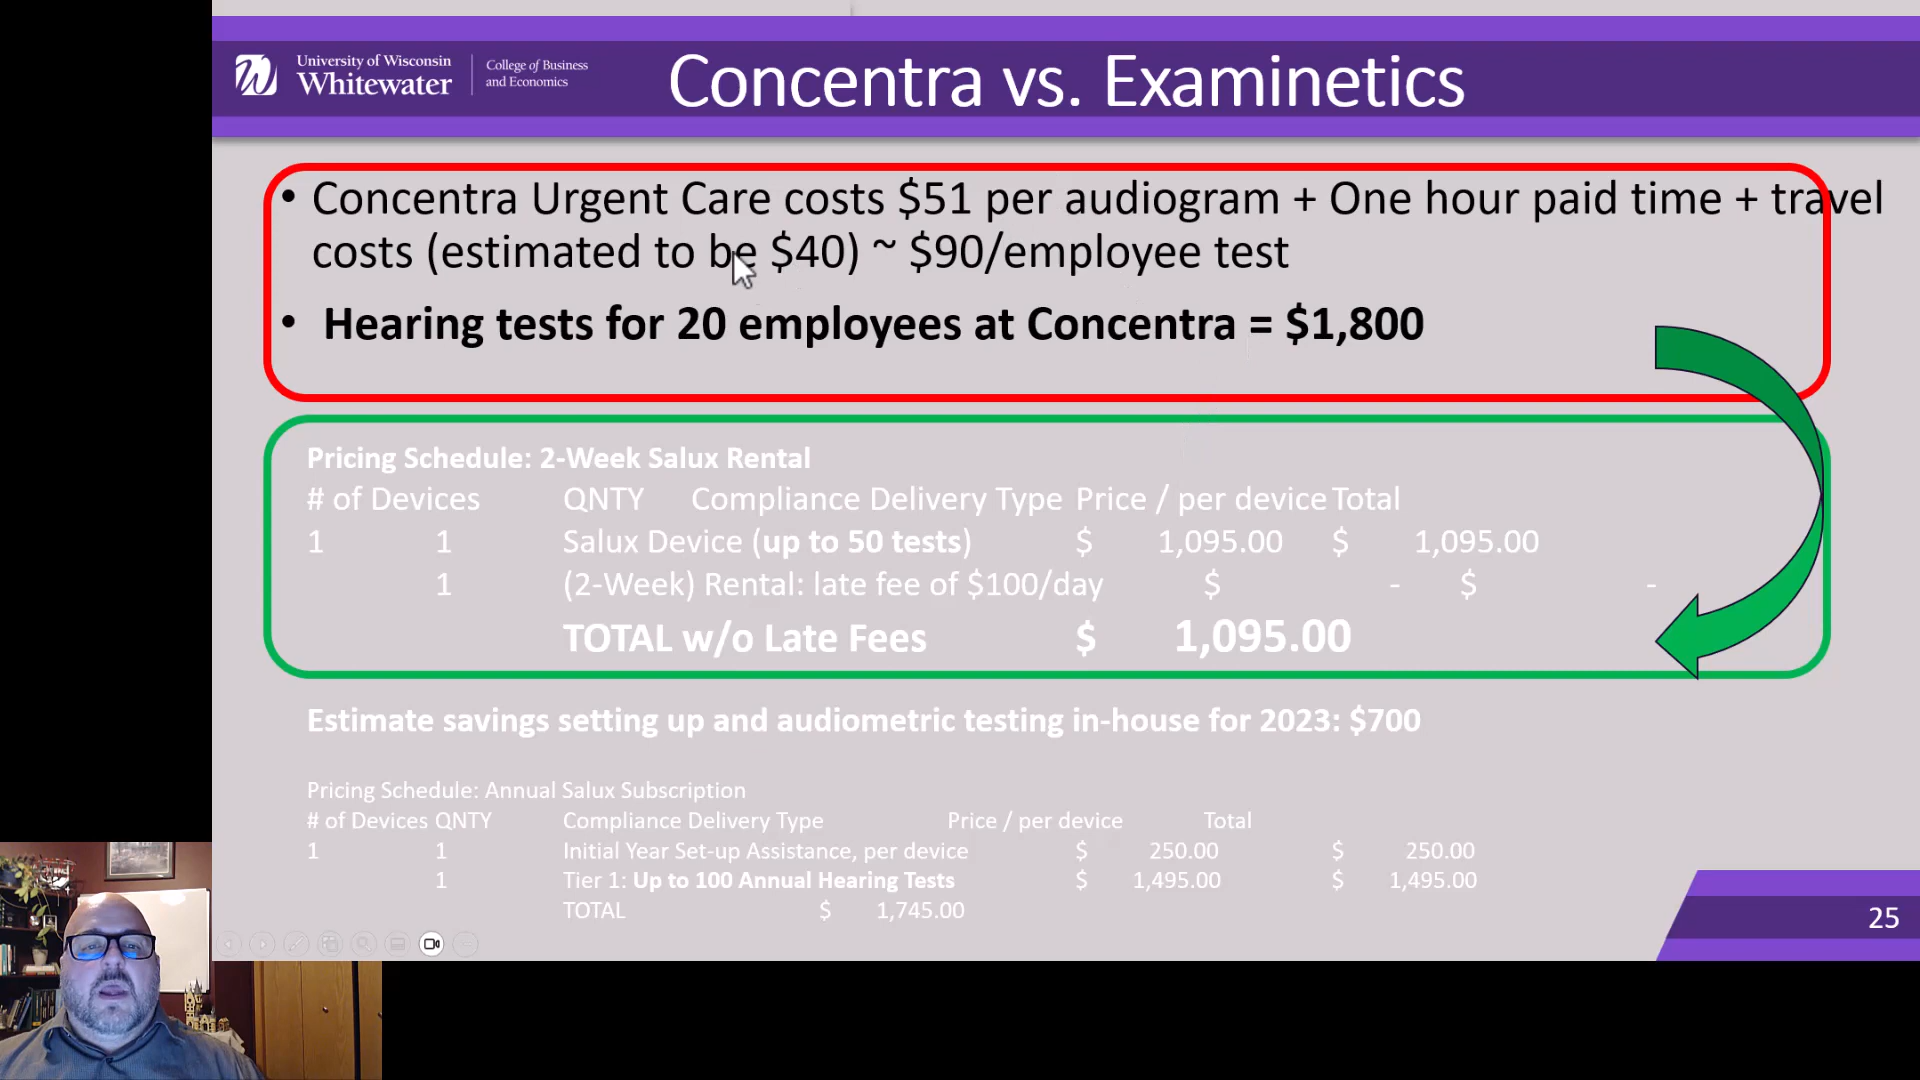 University of Wisconsin
Whitewater
College of Business
and Economics
Concentra vs. Examinetics
• Concentra Urgent Care costs $51 per audiogram + One hour paid time + travel
costs (estimated to be $40) ~ $90/employee test
• Hearing tests for 20 employees at Concentra = $1,800
Pricing Schedule: 2-Week Salux Rental
# of Devices QNTY Compliance Delivery Type Price / per device Total
1 1 Salux Device (up to 50 tests) $ 1,095.00 $ 1,095.00
1 (2-Week) Rental: late fee of $100/day $ - $ -
TOTAL w/o Late Fees $ 1,095.00
Estimate savings setting up and audiometric testing in-house for 2023: $700
Pricing Schedule: Annual Salux Subscription
# of Devices QNTY Compliance Delivery Type Price / per device Total
1 1 Initial Year Set-up Assistance, per device $ 250.00 $ 250.00
1 Tier 1: Up to 100 Annual Hearing Tests $ 1,495.00 $ 1,495.00
TOTAL $ 1,745.00
25